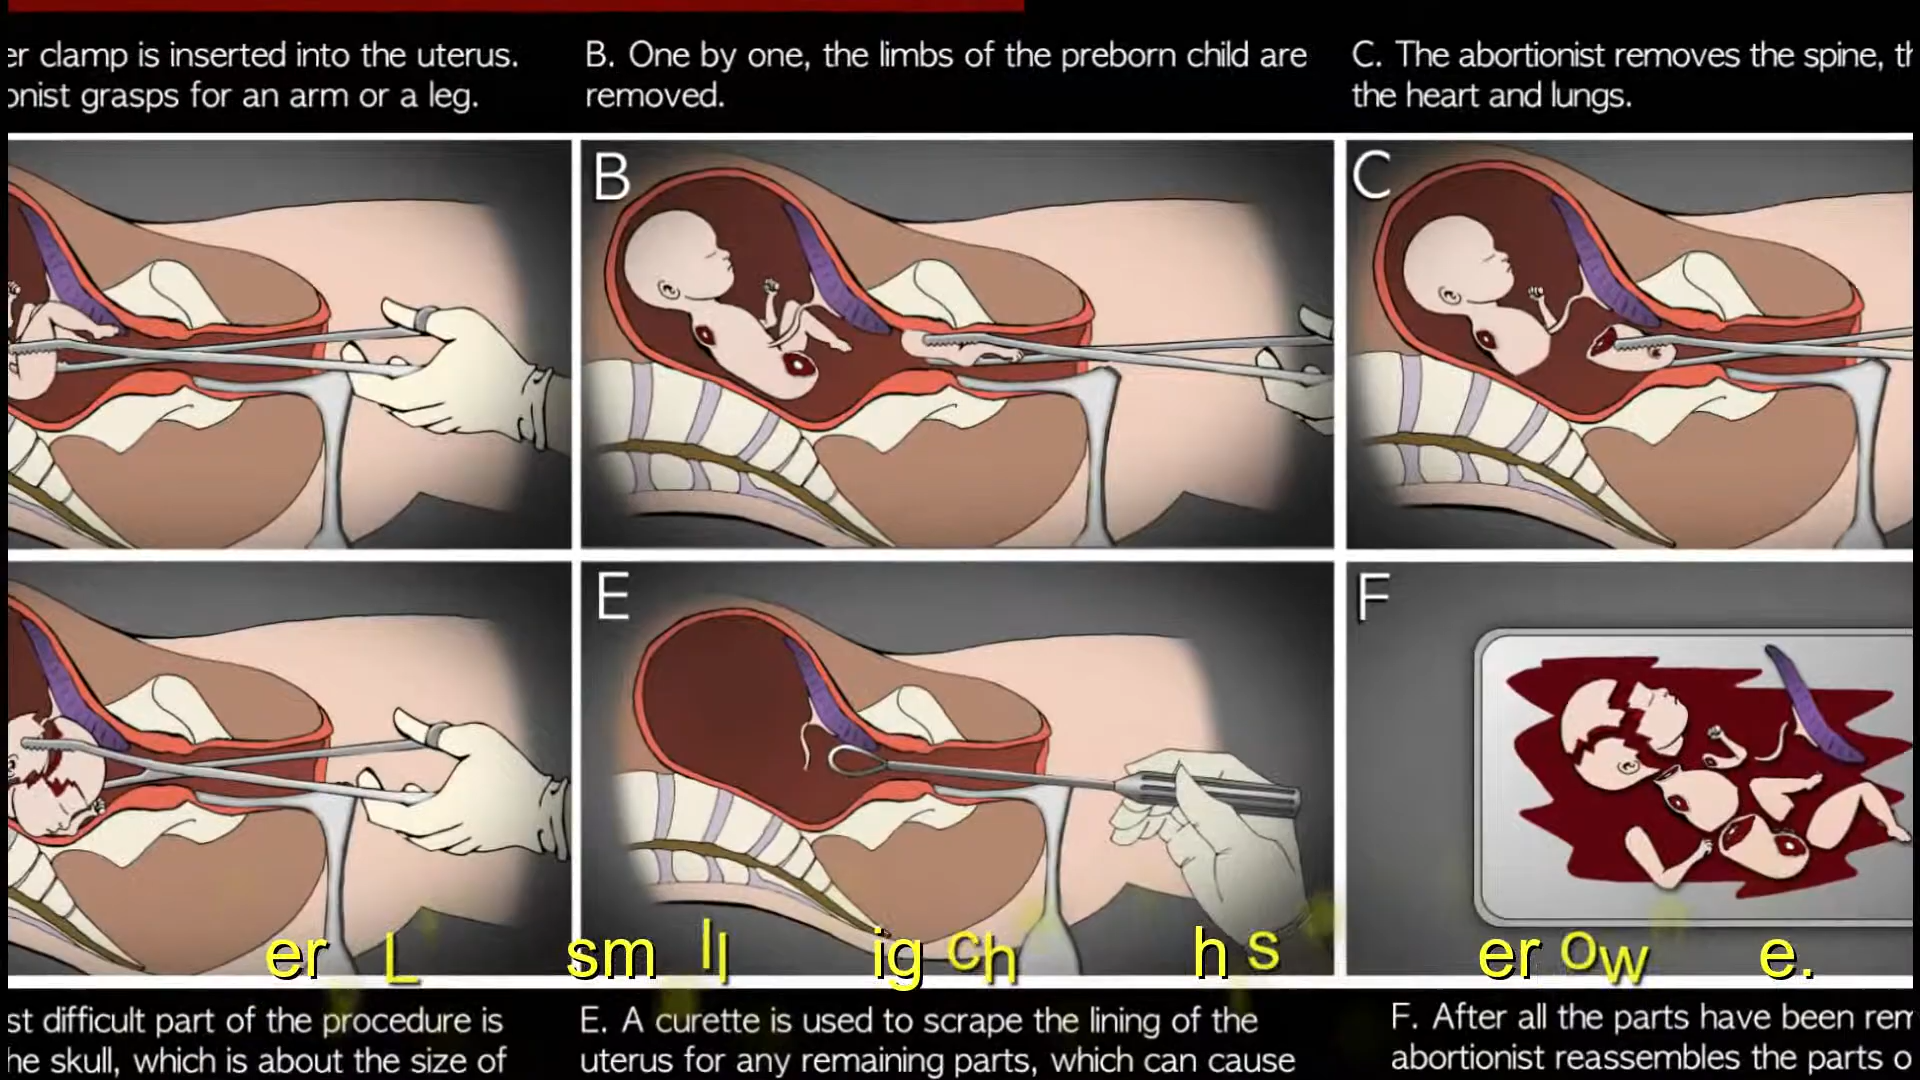 er clamp is inserted into the uterus.
onist grasps for an arm or a leg.
B. One by one, the limbs of the preborn child are
removed.
C. The abortionist removes the spine, th
the heart and lungs.
B
C
E
F
er L sm ll ig ch h s er ow e.
st difficult part of the procedure is
he skull, which is about the size of
E. A curette is used to scrape the lining of the
uterus for any remaining parts, which can cause
F. After all the parts have been rem
abortionist reassembles the parts o